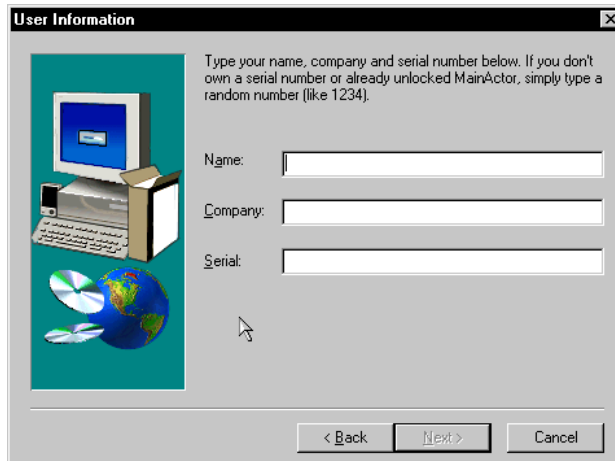 User Information
Type your name, company and serial number below. If you don't
own a serial number or already unlocked MainActor, simply type a
random number (like 1234).
Name:
Company:
Serial:
< Back Next > Cancel